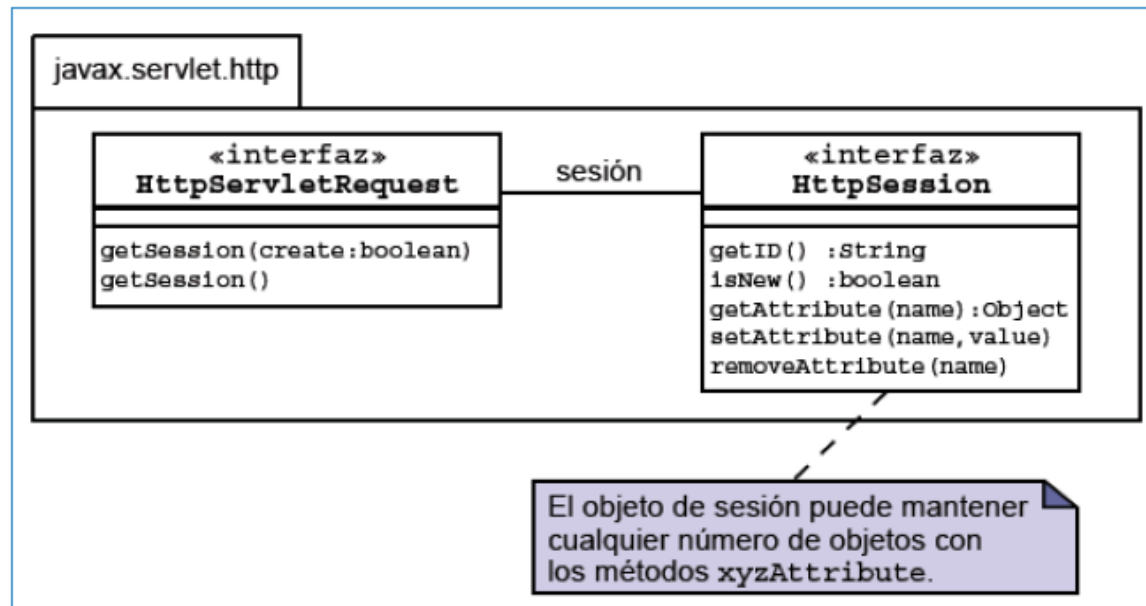 javax.servlet.http
«interfaz»
HttpServletRequest
getSession(create:boolean)
getSession()
sesión
«interfaz»
HttpSession
getID() :String
isNew() :boolean
getAttribute(name):Object
setAttribute(name,value)
removeAttribute(name)
El objeto de sesión puede mantener
cualquier número de objetos con
los métodos xyzAttribute.